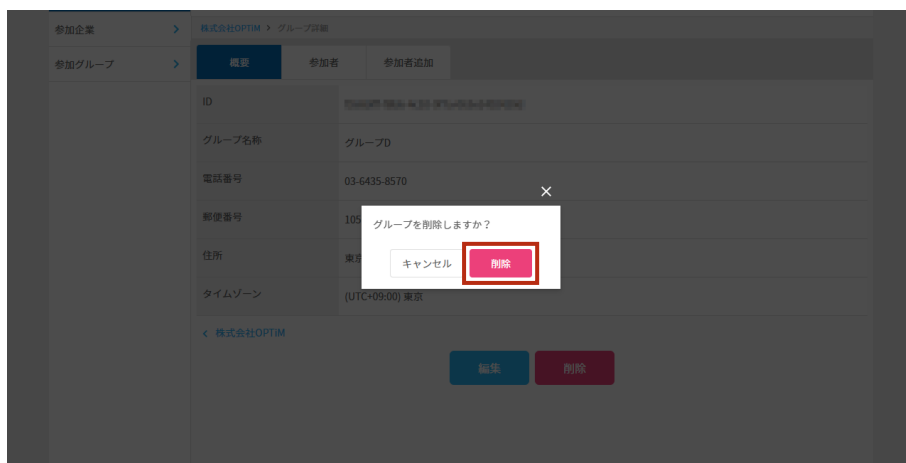 参加企業
株式会社OPTiM > グループ詳細
参加グループ
概要 参加者 参加者追加
ID
グループ名称 グループD
電話番号 03-6435-8570
郵便番号 105
住所 東京
タイムゾーン (UTC+09:00) 東京
グループを削除しますか？
キャンセル 削除
< 株式会社OPTiM
編集 削除